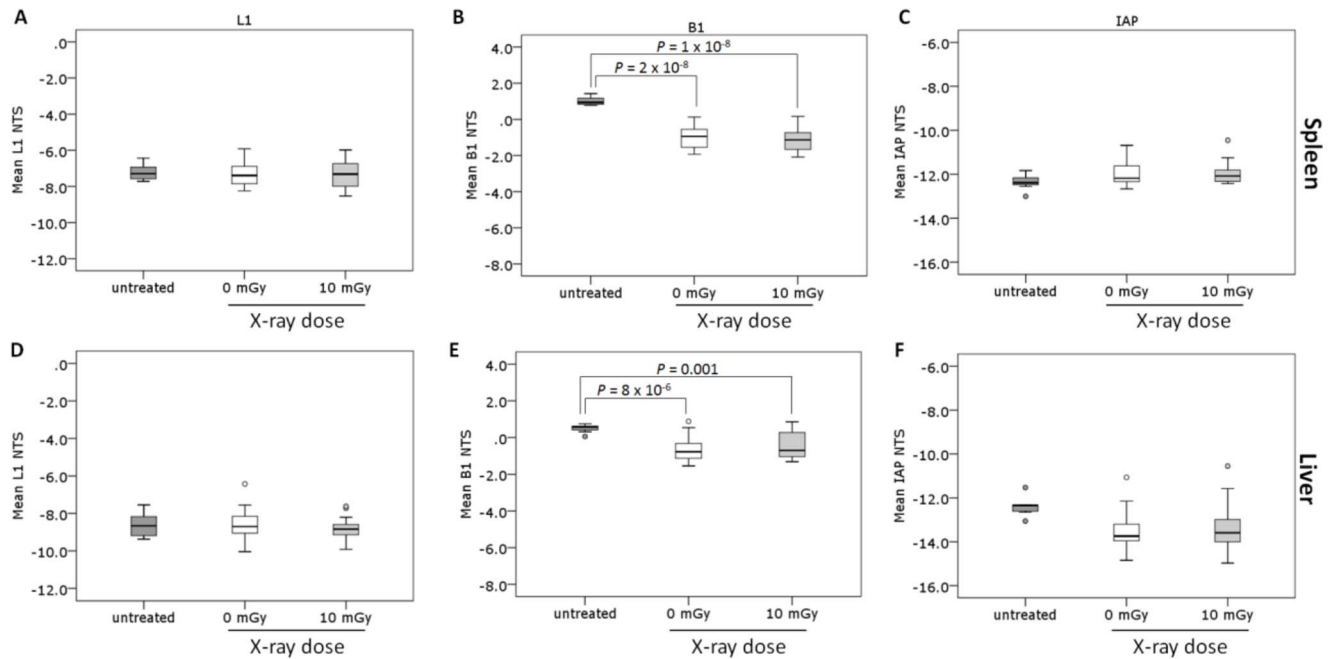 A
L1
Mean L1 NTS
.0
-2.0
-4.0
-6.0
-8.0
-10.0
-12.0
untreated
0 mGy
10 mGy
X-ray dose
B
B1
P = 1 x 10-8
P = 2 x 10-8
Mean B1 NTS
4.0
2.0
.0
-2.0
-4.0
-6.0
-8.0
untreated
0 mGy
10 mGy
X-ray dose
C
IAP
Mean IAP NTS
-6.0
-8.0
-10.0
-12.0
-14.0
-16.0
untreated
0 mGy
10 mGy
X-ray dose
Spleen
D
Mean L1 NTS
.0
-2.0
-4.0
-6.0
-8.0
-10.0
-12.0
untreated
0 mGy
10 mGy
X-ray dose
E
P = 0.001
P = 8 x 10-6
Mean B1 NTS
4.0
2.0
.0
-2.0
-4.0
-6.0
-8.0
untreated
0 mGy
10 mGy
X-ray dose
F
Mean IAP NTS
-6.0
-8.0
-10.0
-12.0
-14.0
-16.0
untreated
0 mGy
10 mGy
X-ray dose
Liver